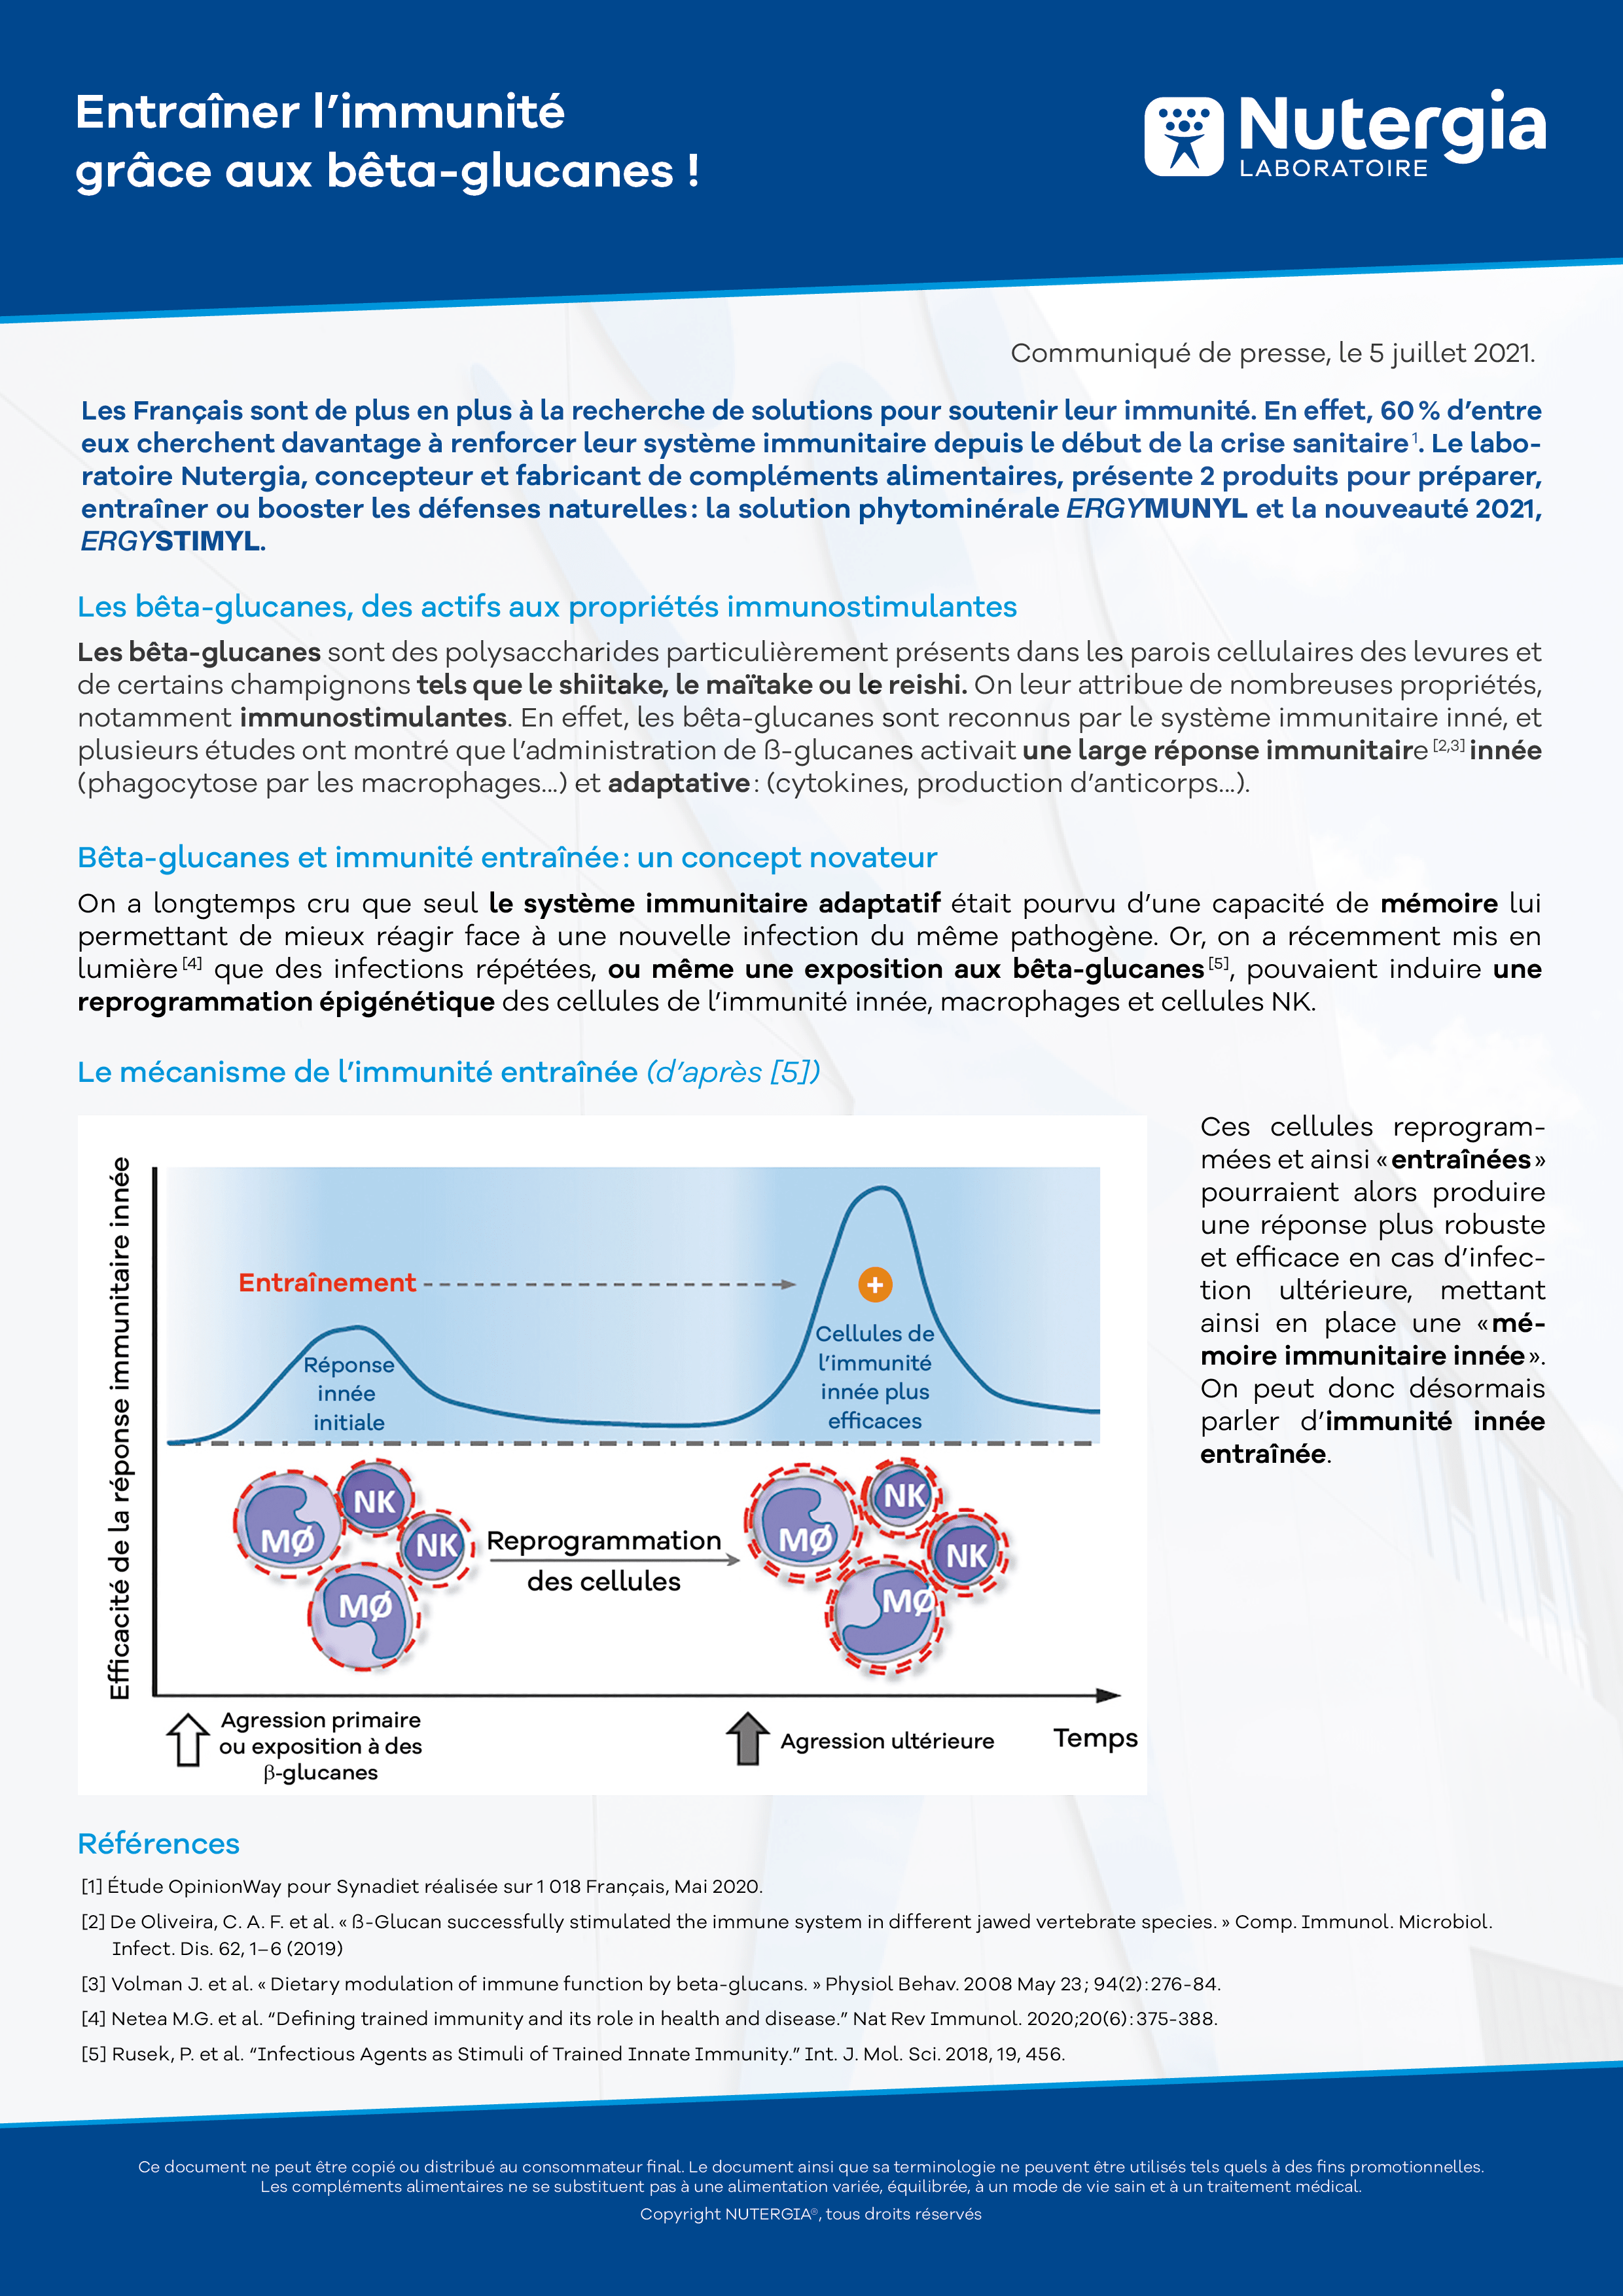 Entraîner l'immunité
grâce aux bêta-glucanes !
Nutergia
LABORATOIRE
Communiqué de presse, le 5 juillet 2021.
Les Français sont de plus en plus à la recherche de solutions pour soutenir leur immunité. En effet, 60 % d'entre
eux cherchent davantage à renforcer leur système immunitaire depuis le début de la crise sanitaire¹. Le labo-
ratoire Nutergia, concepteur et fabricant de compléments alimentaires, présente 2 produits pour préparer,
entraîner ou booster les défenses naturelles : la solution phytominérale ERGYMUNYL et la nouveauté 2021,
ERGYSTIMYL.
Les bêta-glucanes, des actifs aux propriétés immunostimulantes
Les bêta-glucanes sont des polysaccharides particulièrement présents dans les parois cellulaires des levures et
de certains champignons tels que le shiitake, le maïtake ou le reishi. On leur attribue de nombreuses propriétés,
notamment immunostimulantes. En effet, les bêta-glucanes sont reconnus par le système immunitaire inné, et
plusieurs études ont montré que l'administration de ß-glucanes activait une large réponse immunitaire [2,3] innée
(phagocytose par les macrophages...) et adaptative : (cytokines, production d'anticorps...).
Bêta-glucanes et immunité entraînée : un concept novateur
On a longtemps cru que seul le système immunitaire adaptatif était pourvu d'une capacité de mémoire lui
permettant de mieux réagir face à une nouvelle infection du même pathogène. Or, on a récemment mis en
lumière [4] que des infections répétées, ou même une exposition aux bêta-glucanes [5], pouvaient induire une
reprogrammation épigénétique des cellules de l'immunité innée, macrophages et cellules NK.
Le mécanisme de l'immunité entraînée (d'après [5])
Efficacité de la réponse immunitaire innée
Entraînement
+
Réponse
innée
initiale
Cellules de
l'immunité
innée plus
efficaces
MØ
NK
NK
MØ
Reprogrammation
des cellules
MØ
NK
NK
MØ
Agression primaire
ou exposition à des
β-glucanes
Agression ultérieure
Temps
Ces cellules reprogram-
mées et ainsi « entraînées »
pourraient alors produire
une réponse plus robuste
et efficace en cas d'infec-
tion ultérieure, mettant
ainsi en place une « mé-
moire immunitaire innée ».
On peut donc désormais
parler d'immunité innée
entraînée.
Références
[1] Étude OpinionWay pour Synadiet réalisée sur 1 018 Français, Mai 2020.
[2] De Oliveira, C. A. F. et al. « ß-Glucan successfully stimulated the immune system in different jawed vertebrate species. » Comp. Immunol. Microbiol.
Infect. Dis. 62, 1–6 (2019)
[3] Volman J. et al. « Dietary modulation of immune function by beta-glucans. » Physiol Behav. 2008 May 23 ; 94(2) : 276-84.
[4] Netea M.G. et al. “Defining trained immunity and its role in health and disease.” Nat Rev Immunol. 2020;20(6) : 375-388.
[5] Rusek, P. et al. “Infectious Agents as Stimuli of Trained Innate Immunity.” Int. J. Mol. Sci. 2018, 19, 456.
Ce document ne peut être copié ou distribué au consommateur final. Le document ainsi que sa terminologie ne peuvent être utilisés tels quels à des fins promotionnelles.
Les compléments alimentaires ne se substituent pas à une alimentation variée, équilibrée, à un mode de vie sain et à un traitement médical.
Copyright NUTERGIA®, tous droits réservés